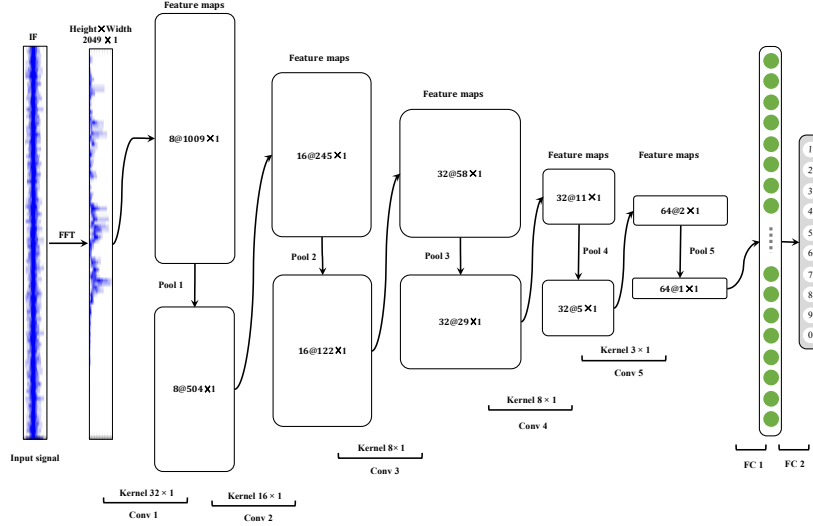 IF
Height✕Width
2049 ✕ 1
FFT
Input signal
Feature maps
8@1009✕1
Pool 1
8@504✕1
Kernel 32 × 1
Conv 1
Feature maps
16@245✕1
Pool 2
16@122✕1
Kernel 16 × 1
Conv 2
Feature maps
32@58✕1
Pool 3
32@29✕1
Kernel 8× 1
Conv 3
Feature maps
32@11✕1
Pool 4
32@5✕1
Kernel 8 × 1
Conv 4
Feature maps
64@2✕1
Pool 5
64@1✕1
Kernel 3 × 1
Conv 5
FC 1
FC 2
1
2
3
4
5
6
7
8
9
0